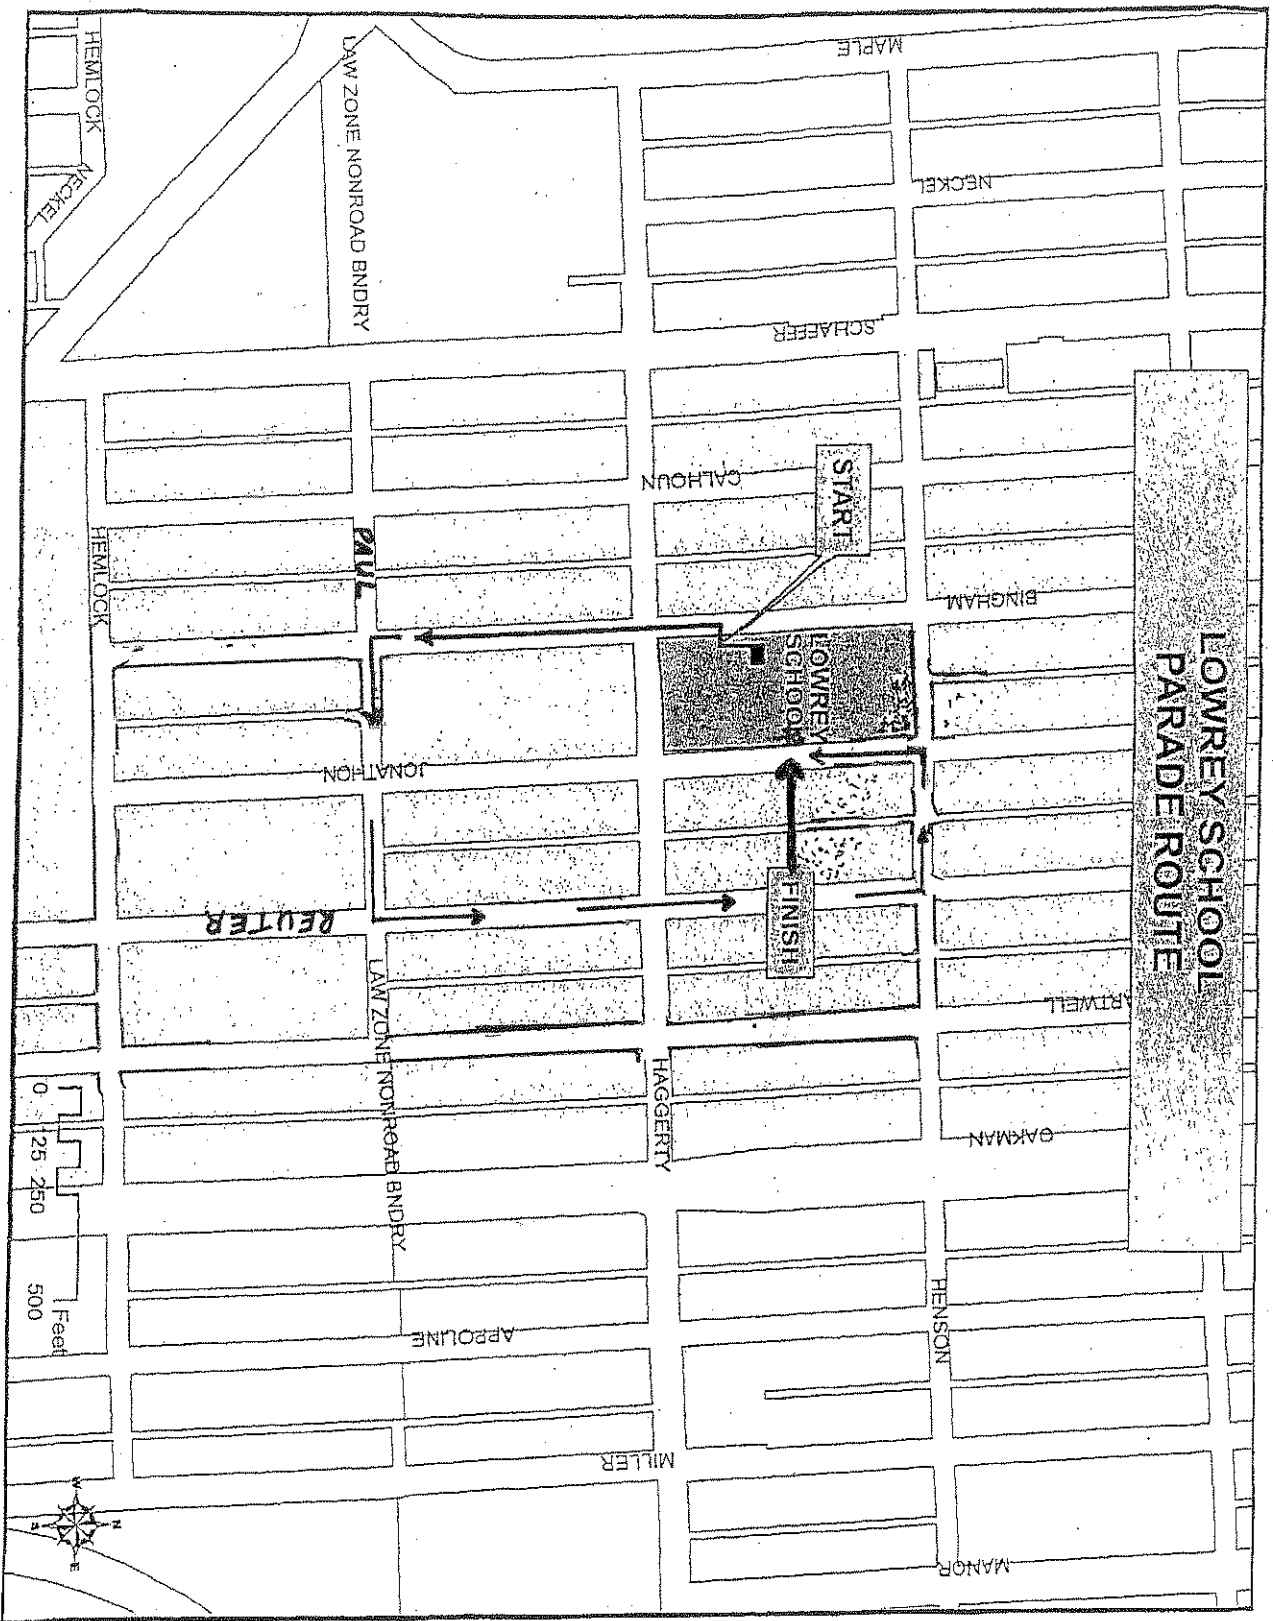 LOWREY SCHOOL
PARADE ROUTE
MAPLE
NECKEL
SCHAEFER
CALHOUN
BINGHAM
JONATHON
REUTER
ARTWELL
OAKMAN
APPOLINE
MILLER
MANOR
HEMLOCK
NECKEL
LAW ZONE NONROAD BNDRY
PAUL
HEMLOCK
START
LOWREY
SCHOOL
FINISH
LAW ZONE NONROAD BNDRY
HAGGERTY
HENSON
0 125 250 500
Feet
W
N
S
E